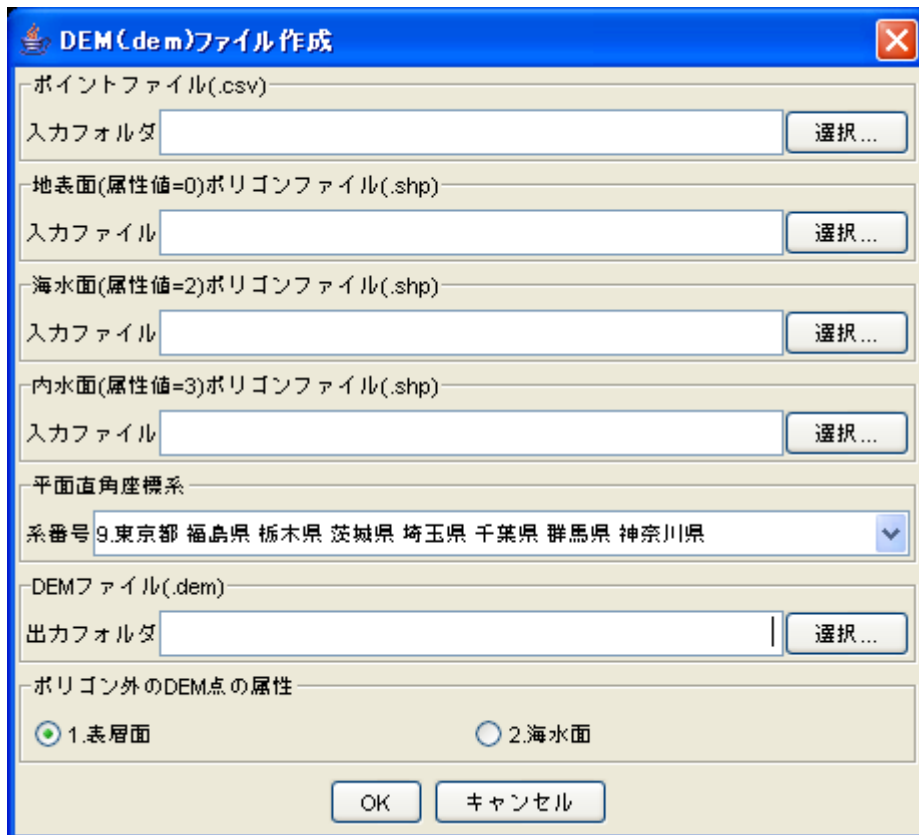 DEM(dem)ファイル作成
ポイントファイル(.csv)
入力フォルダ 選択...
地表面(属性値=0)ポリゴンファイル(.shp)
入力ファイル 選択...
海水面(属性値=2)ポリゴンファイル(.shp)
入力ファイル 選択...
内水面(属性値=3)ポリゴンファイル(.shp)
入力ファイル 選択...
平面直角座標系
系番号 9.東京都 福島県 栃木県 茨城県 埼玉県 千葉県 群馬県 神奈川県
DEMファイル(.dem)
出力フォルダ 選択...
ポリゴン外のDEM点の属性
1.表層面 2.海水面
OK キャンセル